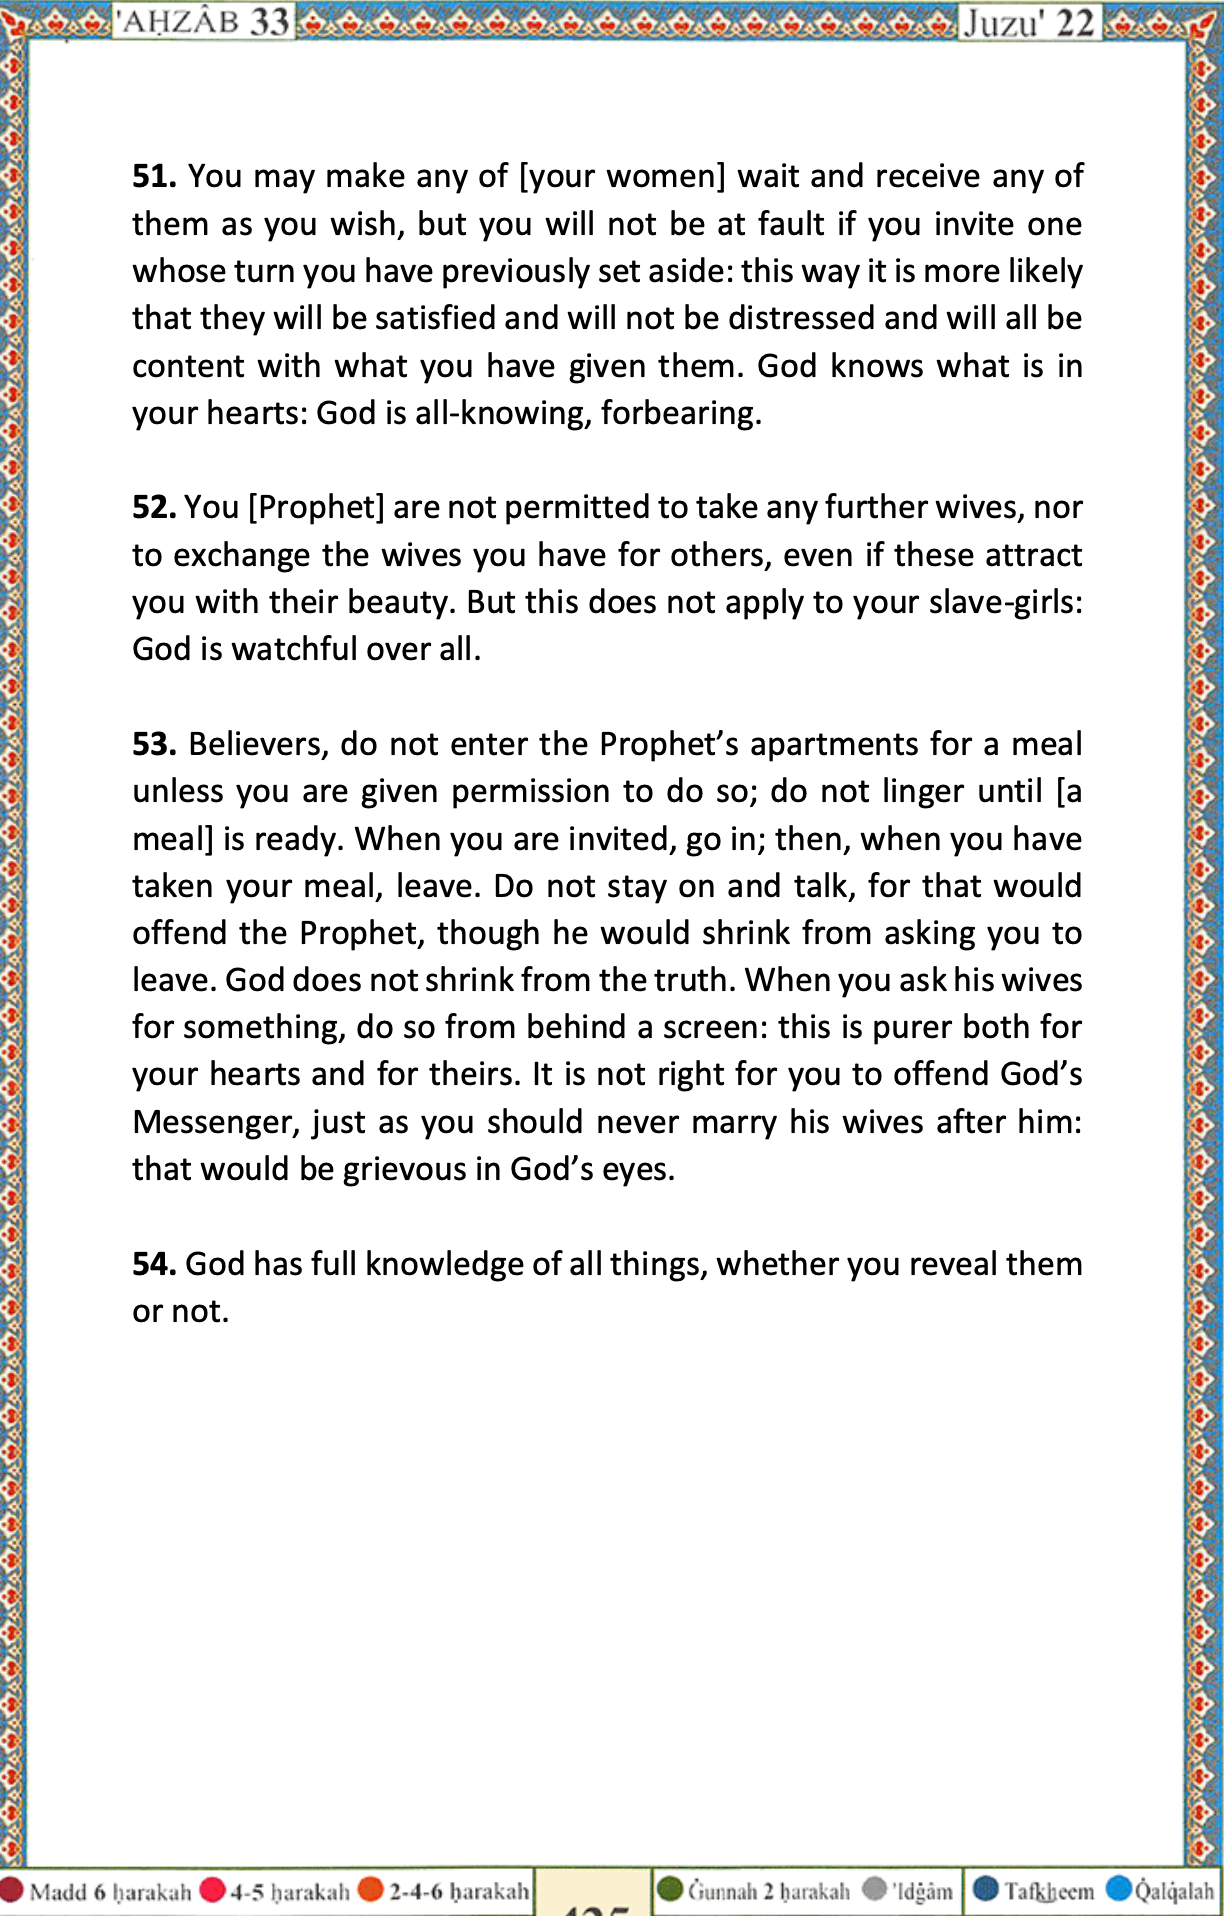 'AḤZÂB 33
Juzu' 22
51. You may make any of [your women] wait and receive any of
them as you wish, but you will not be at fault if you invite one
whose turn you have previously set aside: this way it is more likely
that they will be satisfied and will not be distressed and will all be
content with what you have given them. God knows what is in
your hearts: God is all-knowing, forbearing.
52. You [Prophet] are not permitted to take any further wives, nor
to exchange the wives you have for others, even if these attract
you with their beauty. But this does not apply to your slave-girls:
God is watchful over all.
53. Believers, do not enter the Prophet’s apartments for a meal
unless you are given permission to do so; do not linger until [a
meal] is ready. When you are invited, go in; then, when you have
taken your meal, leave. Do not stay on and talk, for that would
offend the Prophet, though he would shrink from asking you to
leave. God does not shrink from the truth. When you ask his wives
for something, do so from behind a screen: this is purer both for
your hearts and for theirs. It is not right for you to offend God’s
Messenger, just as you should never marry his wives after him:
that would be grievous in God’s eyes.
54. God has full knowledge of all things, whether you reveal them
or not.
Madd 6 ḥarakah 4-5 ḥarakah 2-4-6 ḥarakah
Ġunnah 2 ḥarakah 'Idġâm
Tafkheem Q̇alq̇alah